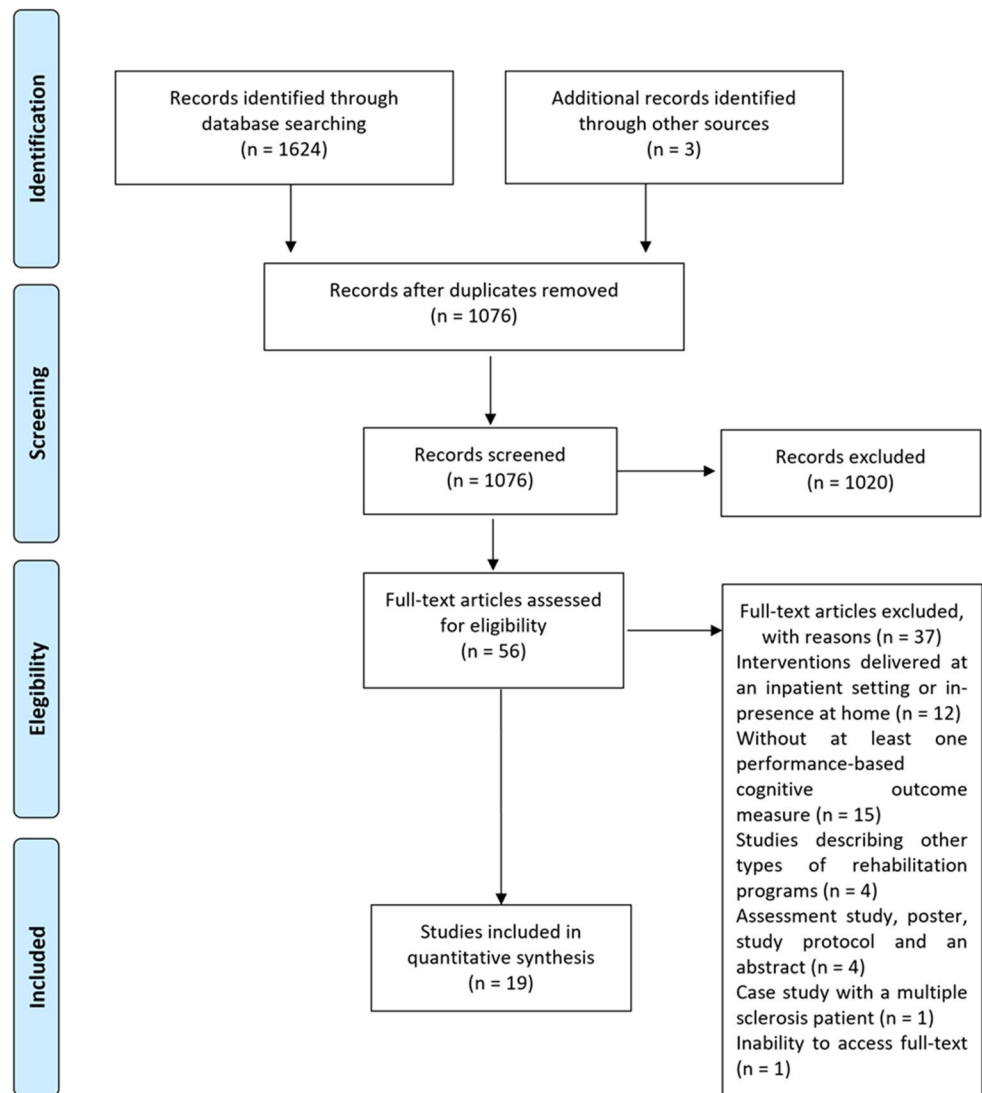 Identification
Records identified through
database searching
(n = 1624)
Additional records identified
through other sources
(n = 3)
Records after duplicates removed
(n = 1076)
Screening
Records screened
(n = 1076)
Records excluded
(n = 1020)
Elegibility
Full-text articles assessed
for eligibility
(n = 56)
Full-text articles excluded,
with reasons (n = 37)
Interventions delivered at
an inpatient setting or in-
presence at home (n = 12)
Without at least one
performance-based
cognitive outcome
measure (n = 15)
Studies describing other
types of rehabilitation
programs (n = 4)
Assessment study, poster,
study protocol and an
abstract (n = 4)
Case study with a multiple
sclerosis patient (n = 1)
Inability to access full-text
(n = 1)
Included
Studies included in
quantitative synthesis
(n = 19)